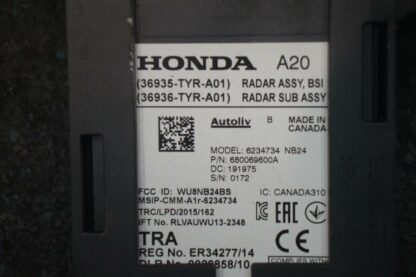 HONDA A20
(36935-TYR-A01) RADAR ASSY, BSI
(36936-TYR-A01) RADAR SUB ASSY
Autoliv B MADE IN
CANADA
MODEL: 6234734 NB24
P/N: 680069600A
DC: 191975
S/N: 0172
FCC ID: WU8NB24BS IC: CANADA310
MSIP-CMM-A1r-6234734
TRC/LPD/2015/162
IFT No. RLVAUWU13-2348
EAC
TRA
REG No. ER34277/14 CE